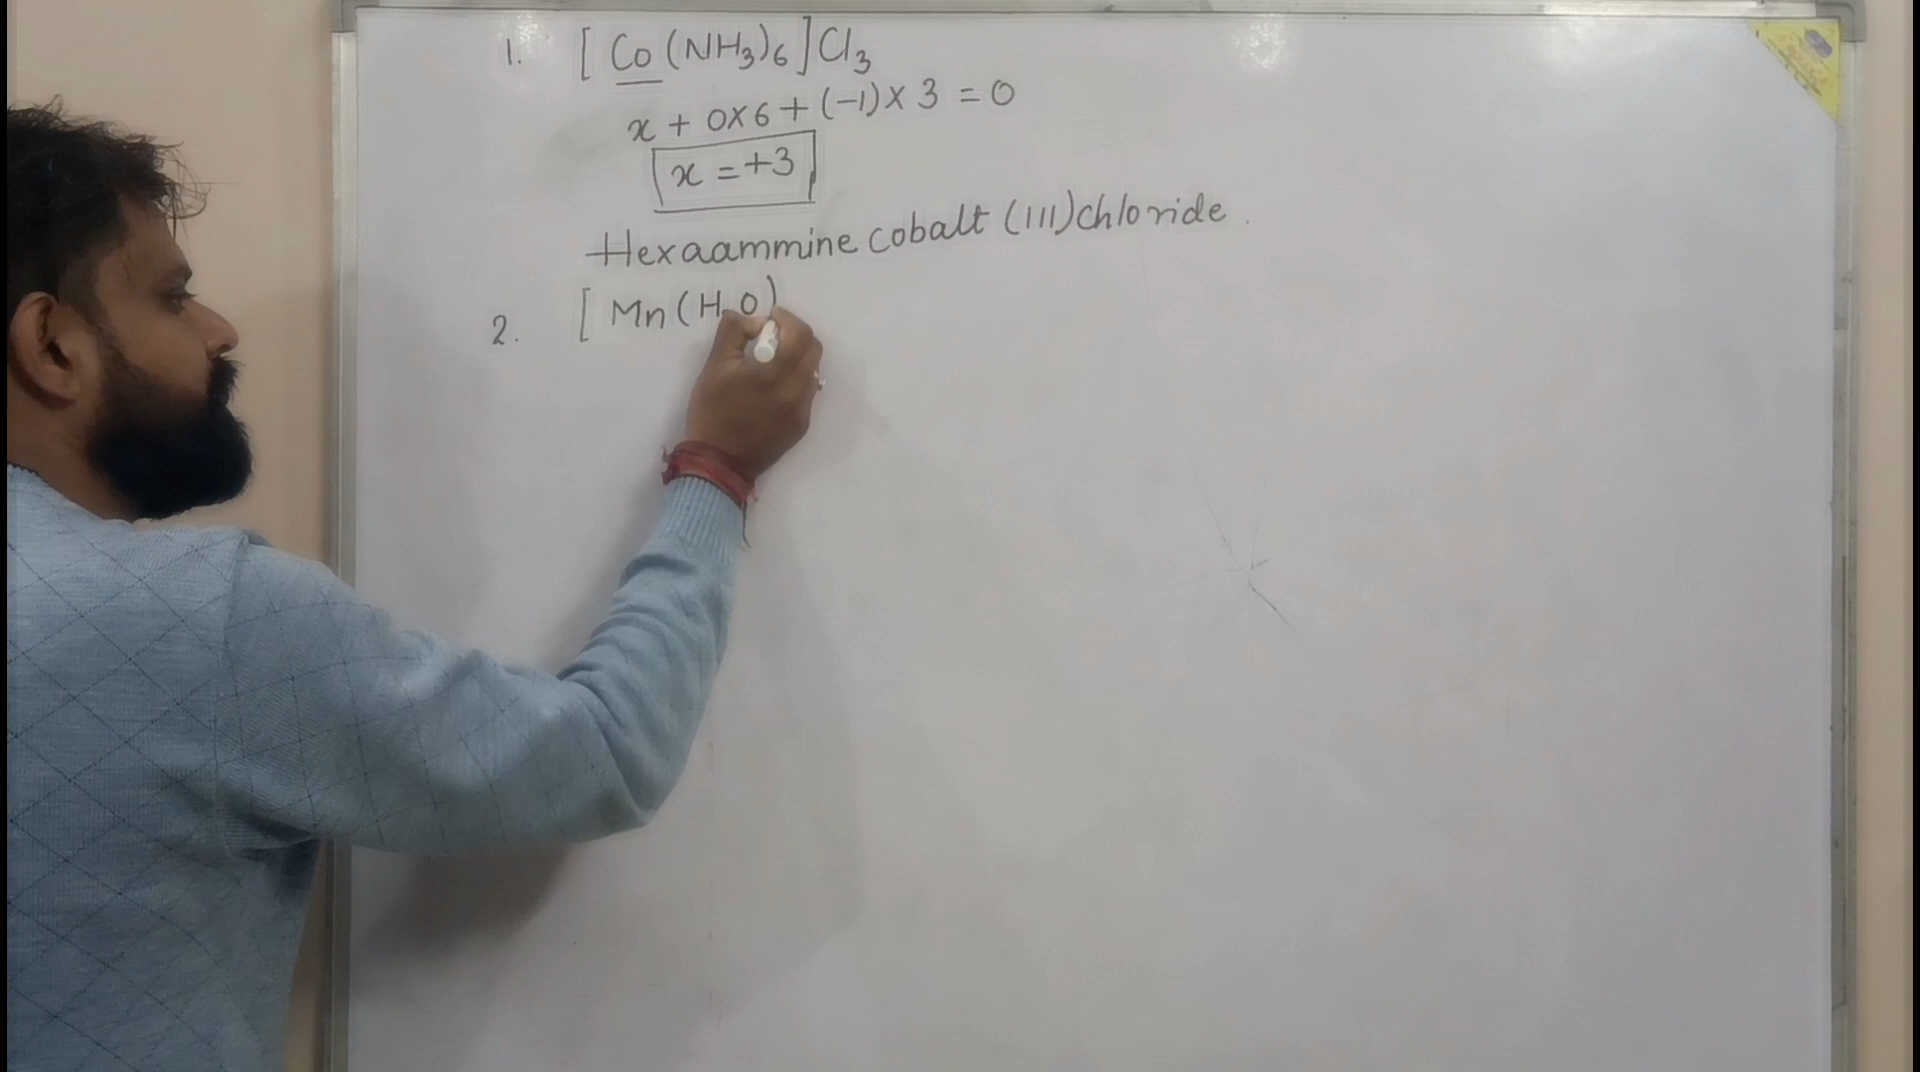 1. [Co(NH3)6]Cl3
x + 0x6 + (-1)x 3 = 0
x = +3
Hexaammine cobalt (III) chloride.
2. [Mn(H2O)